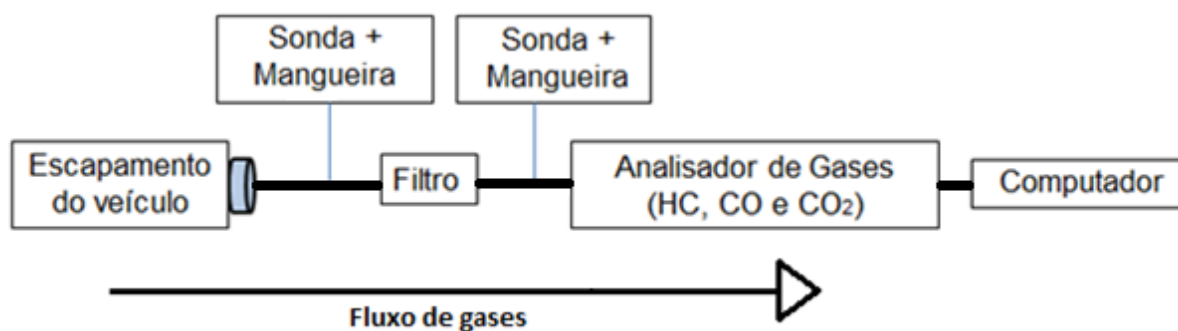 Sonda +
Mangueira
Sonda +
Mangueira
Escapamento
do veículo
Filtro
Analisador de Gases
(HC, CO e CO₂)
Computador
Fluxo de gases